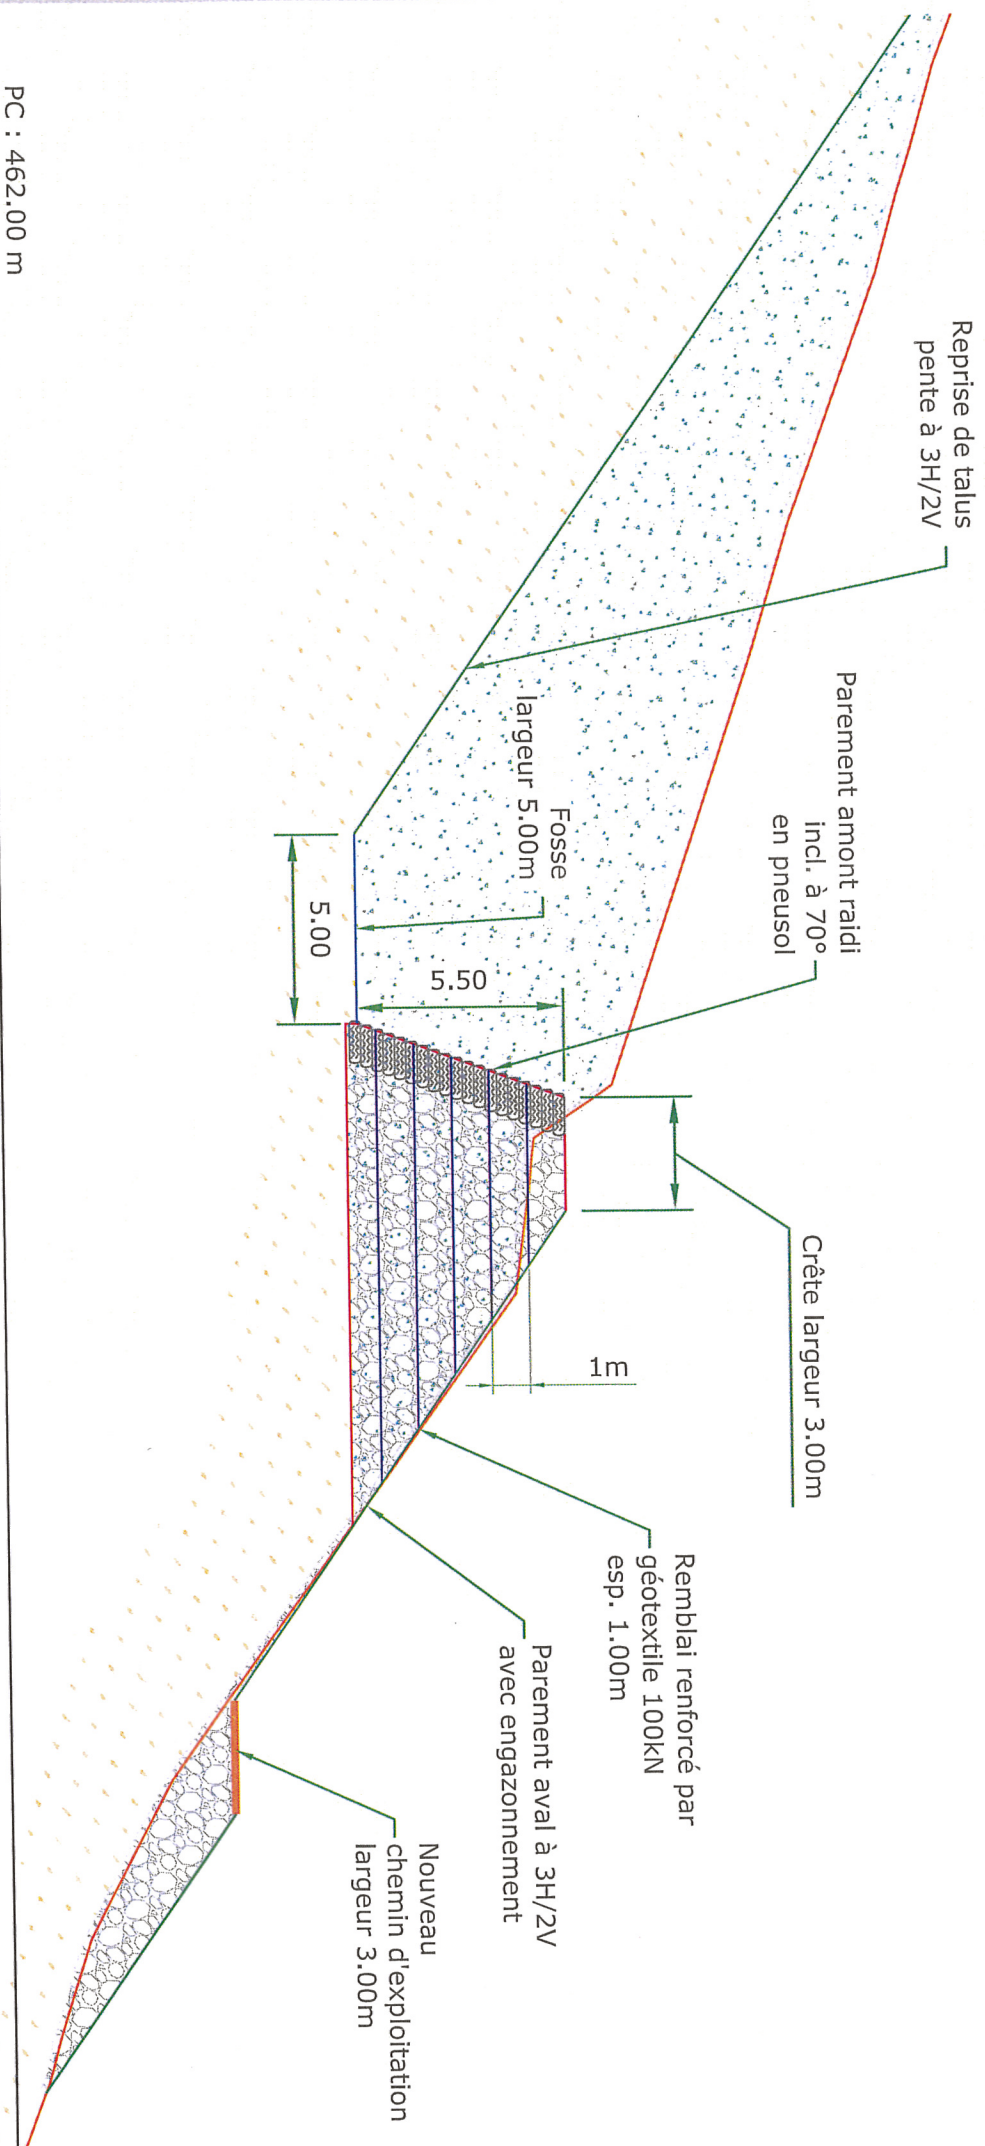 Reprise de talus
pente à 3H/2V
Parement amont raidi
incl. à 70°
en pneusol
Fosse
largeur 5.00m
5.00
5.50
Crête largeur 3.00m
1m
Remblai renforcé par
géotextile 100kN
esp. 1.00m
Parement aval à 3H/2V
avec engazonnement
Nouveau
chemin d'exploitation
largeur 3.00m
PC : 462.00 m